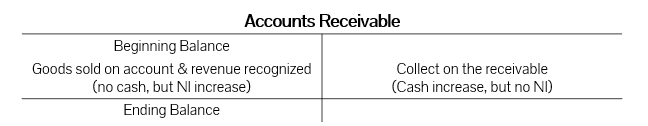 Accounts Receivable
Beginning Balance
Goods sold on account & revenue recognized
(no cash, but NI increase)
Collect on the receivable
(Cash increase, but no NI)
Ending Balance